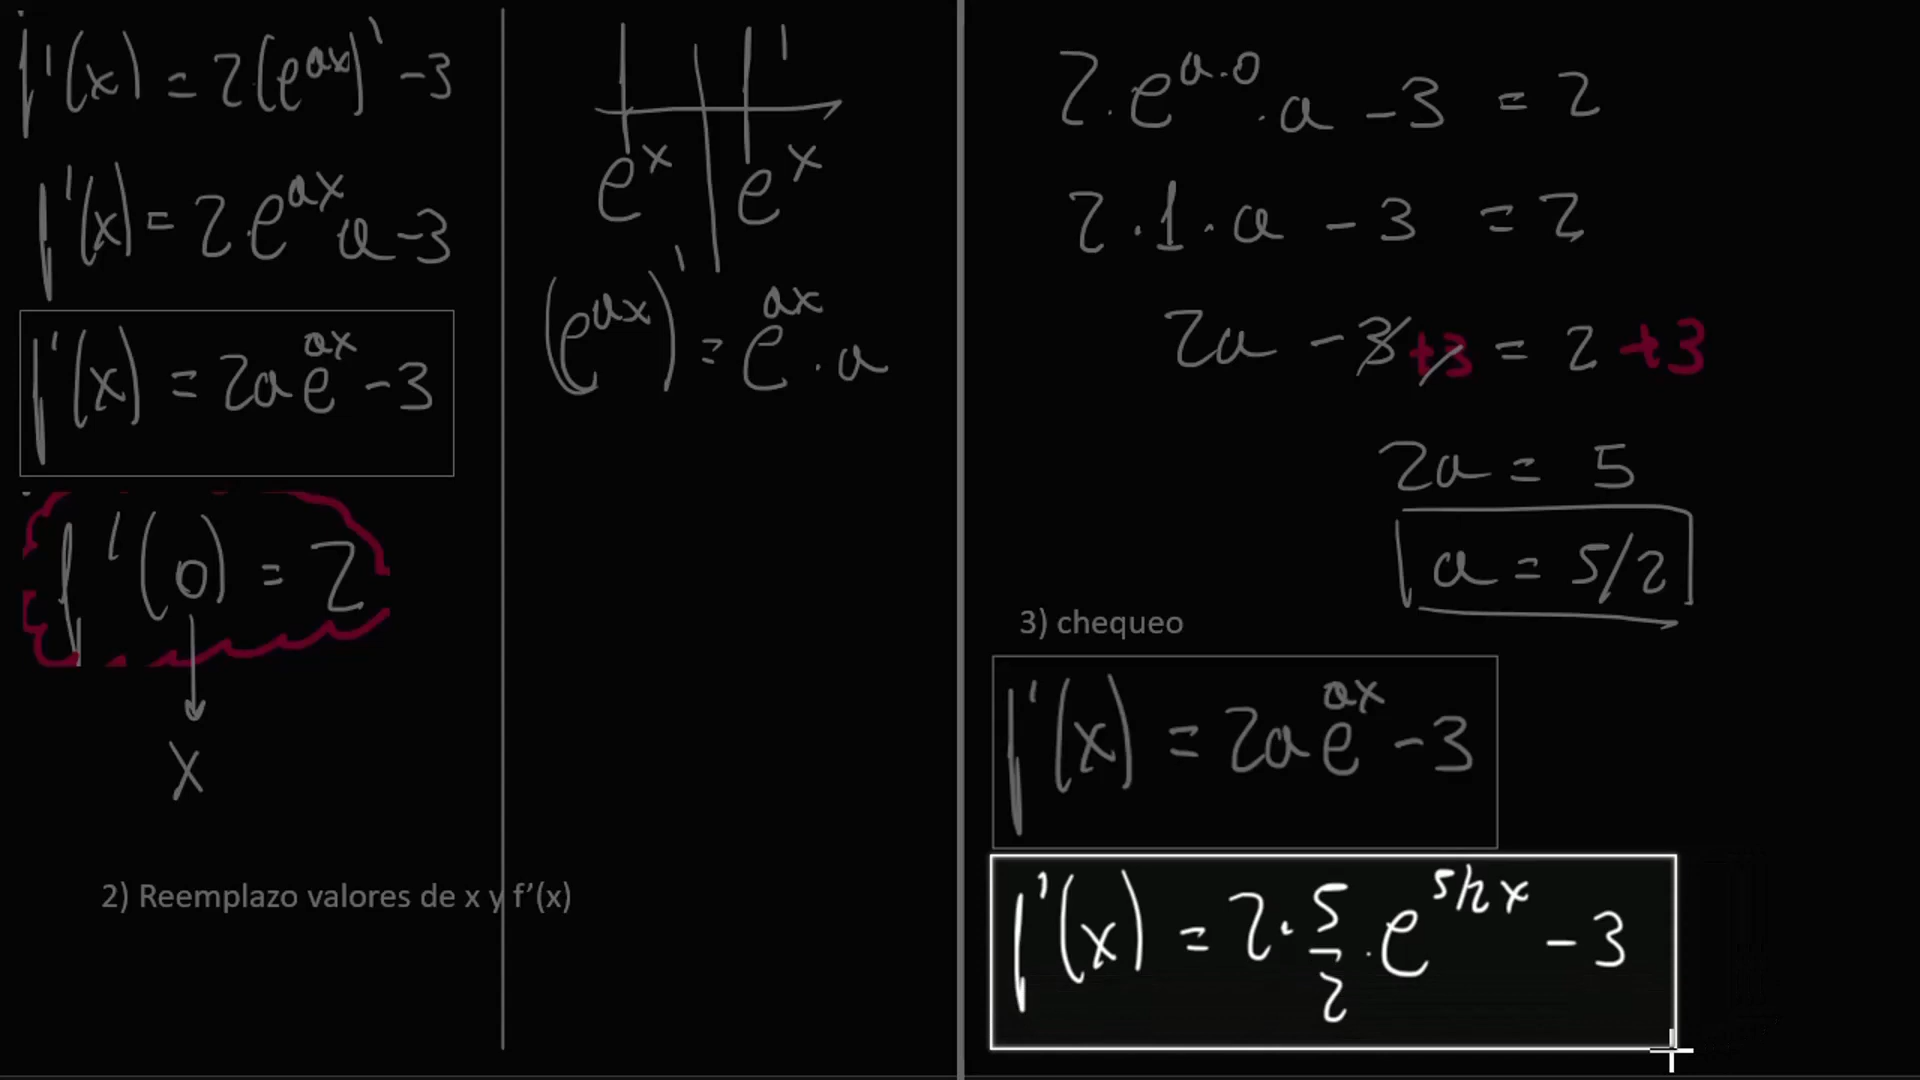 f'(x) = 2(e^{ax})' - 3
f'(x) = 2·e^{ax} a - 3
f'(x) = 2a e^{ax} - 3
f'(0) = 2
x
2) Reemplazo valores de x y f’(x)
f | f'
e^x | e^x
(e^{ax})' = e^{ax} · a
2·e^{a·0} · a - 3 = 2
2·1·a - 3 = 2
2a - 3 +3 = 2 +3
2a = 5
a = 5/2
3) chequeo
f'(x) = 2a e^{ax} - 3
f'(x) = 2 · \frac{5}{2} · e^{5/2 x} - 3